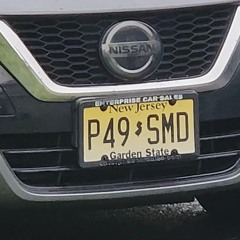 NISSAN
ENTERPRISE CAR SALES
New Jersey
P49 SMD
Garden State